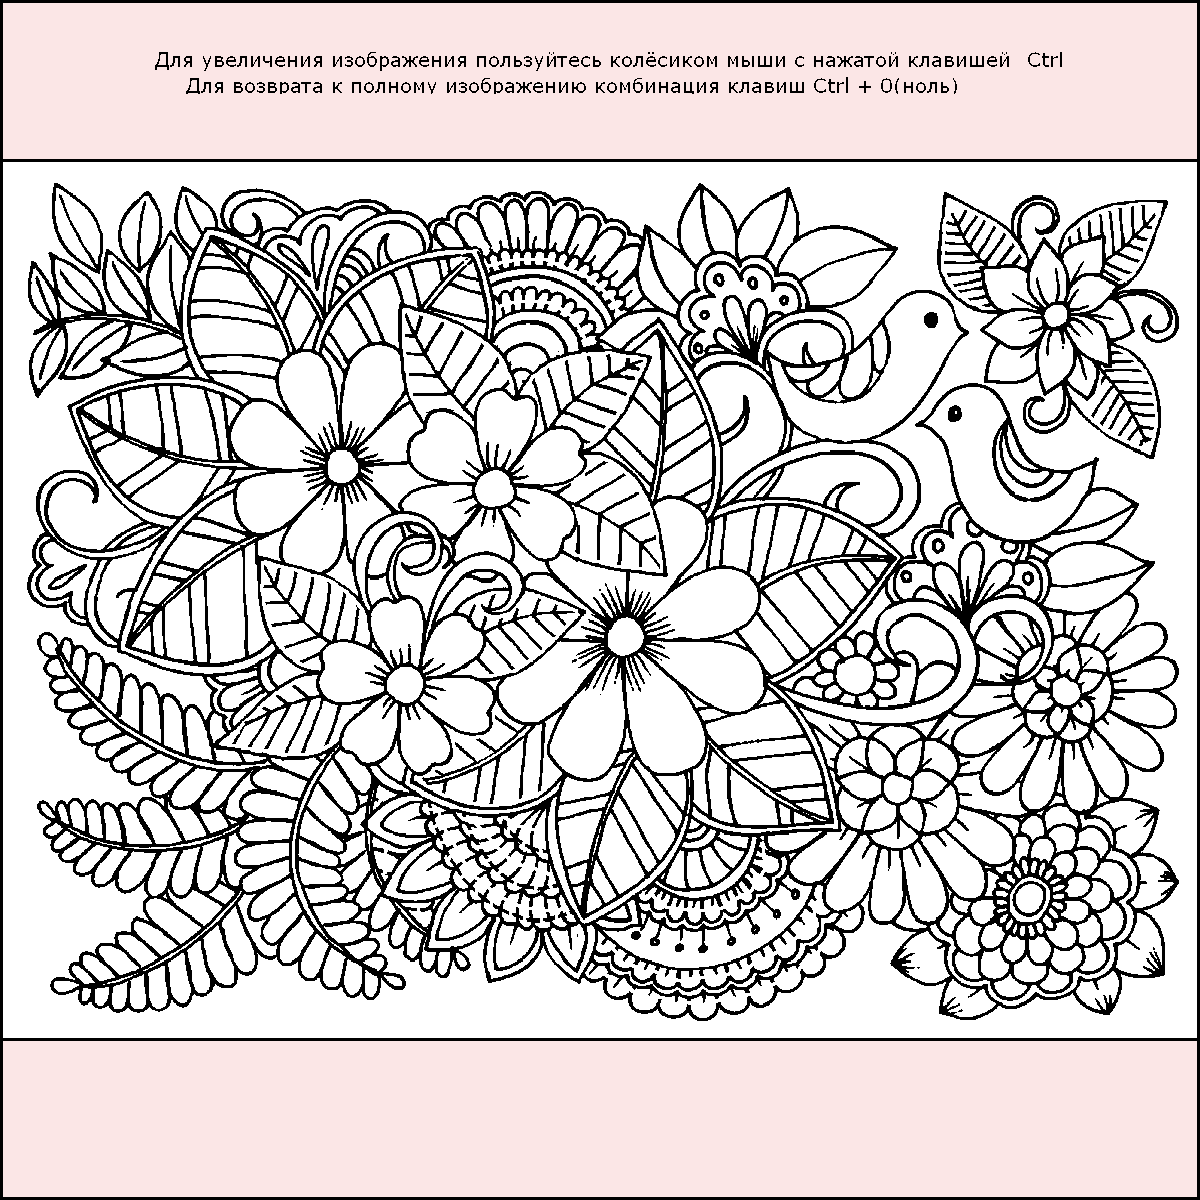 Для увеличения изображения пользуйтесь колёсиком мыши с нажатой клавишей Ctrl
Для возврата к полному изображению комбинация клавиш Ctrl + 0(ноль)